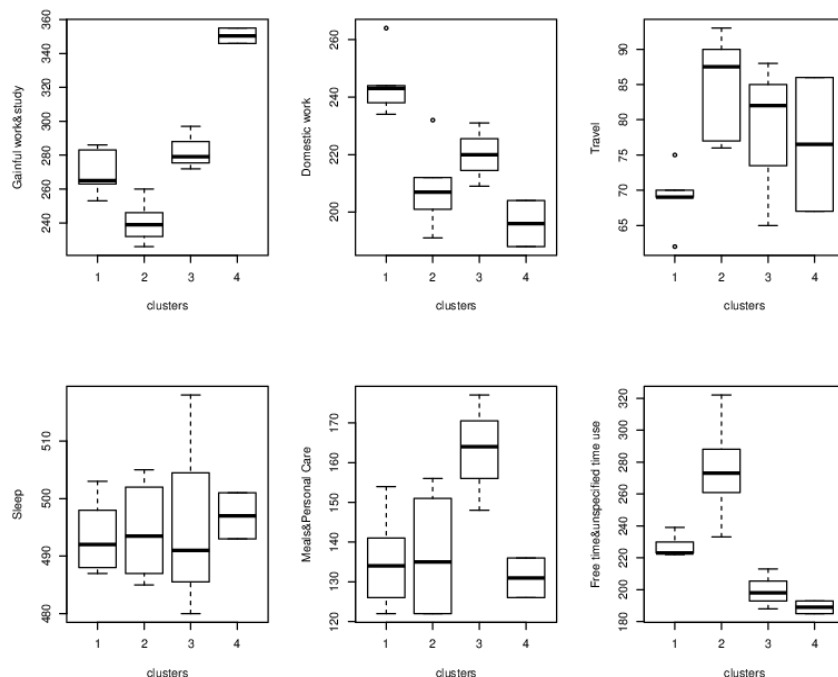 Gainful work&study
360
340
320
300
280
260
240
1 2 3 4
clusters
Domestic work
260
240
220
200
1 2 3 4
clusters
Travel
90
85
80
75
70
65
1 2 3 4
clusters
Sleep
510
500
490
480
1 2 3 4
clusters
Meals&Personal Care
170
160
150
140
130
120
1 2 3 4
clusters
Free time&unspecified time use
320
300
280
260
240
220
200
180
1 2 3 4
clusters